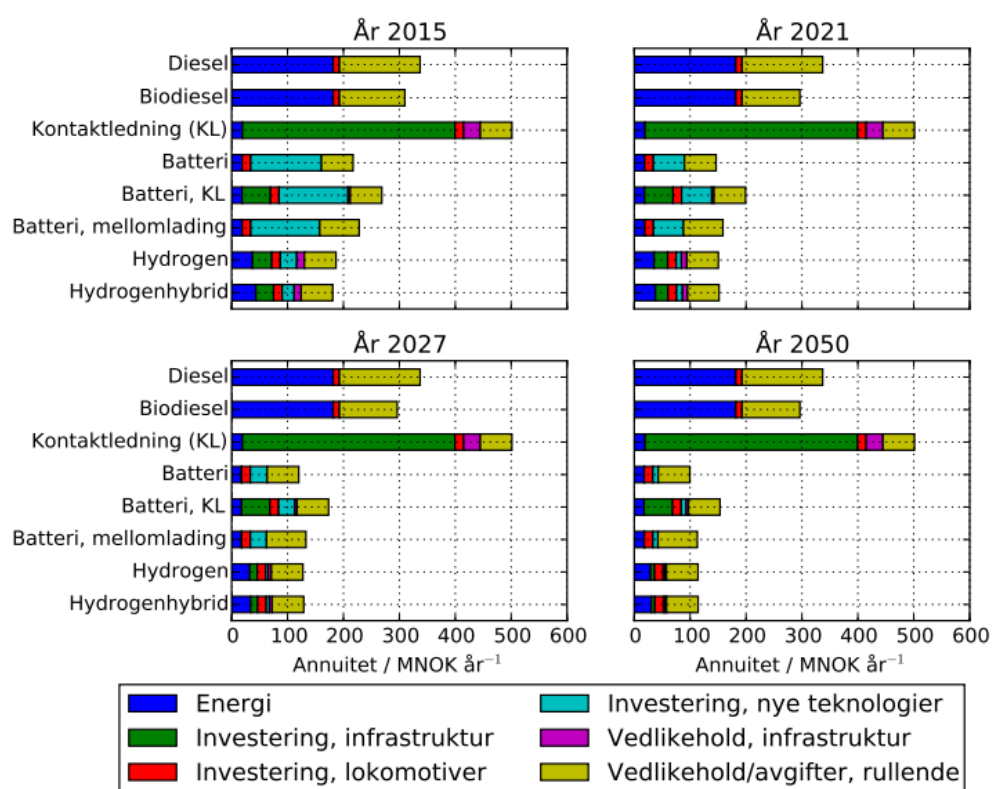 År 2015
År 2021
Diesel
Biodiesel
Kontaktledning (KL)
Batteri
Batteri, KL
Batteri, mellomlading
Hydrogen
Hydrogenhybrid
År 2027
År 2050
Diesel
Biodiesel
Kontaktledning (KL)
Batteri
Batteri, KL
Batteri, mellomlading
Hydrogen
Hydrogenhybrid
0 100 200 300 400 500 600
0 100 200 300 400 500 600
Annuitet / MNOK år⁻¹
Annuitet / MNOK år⁻¹
Energi
Investering, infrastruktur
Investering, lokomotiver
Investering, nye teknologier
Vedlikehold, infrastruktur
Vedlikehold/avgifter, rullende